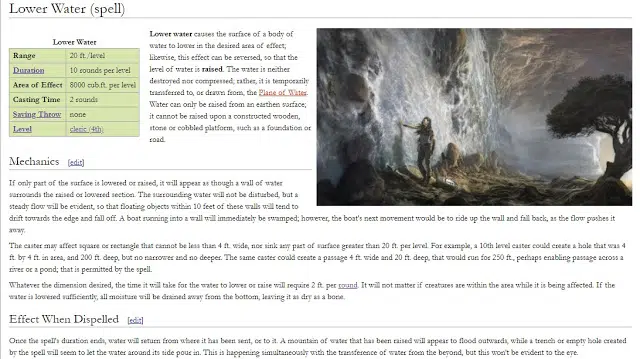 Lower Water (spell)
Lower Water
Range 20 ft./level
Duration 10 rounds per level
Area of Effect 8000 cub.ft. per level
Casting Time 2 rounds
Saving Throw none
Level cleric (4th)
Lower water causes the surface of a body of
water to lower in the desired area of effect;
likewise, this effect can be reversed, so that the
level of water is raised. The water is neither
destroyed nor compressed; rather, it is temporarily
transferred to, or drawn from, the Plane of Water.
Water can only be raised from an earthen surface;
it cannot be raised upon a constructed wooden,
stone or cobbled platform, such as a foundation or
road.
Mechanics [edit]
If only part of the surface is lowered or raised, it will appear as though a wall of water
surrounds the raised or lowered section. The surrounding water will not be disturbed, but a
steady flow will be evident, so that floating objects within 10 feet of these walls will tend to
drift towards the edge and fall off. A boat running into a wall will immediately be swamped; however, the boat's next movement would be to ride up the wall and fall back, as the flow pushes it
away.
The caster may affect square or rectangle that cannot be less than 4 ft. wide, nor sink any part of surface greater than 20 ft. per level. For example, a 10th level caster could create a hole that was 4
ft. by 4 ft. in area, and 200 ft. deep, but no narrower and no deeper. The same caster could create a passage 4 ft. wide and 20 ft. deep, that would run for 250 ft., perhaps enabling passage across a
river or a pond; that is permitted by the spell.
Whatever the dimension desired, the time it will take for the water to lower or raise will require 2 ft. per round. It will not matter if creatures are within the area while it is being affected. If the
water is lowered sufficiently, all moisture will be drained away from the bottom, leaving it as dry as a bone.
Effect When Dispelled [edit]
Once the spell's duration ends, water will return from where it has been sent, or to it. A mountain of water that has been raised will appear to flood outwards, while a trench or empty hole created
by the spell will seem to let the water around its side pour in. This is happening simultaneously with the transference of water from the beyond, but this won't be evident to the eye.